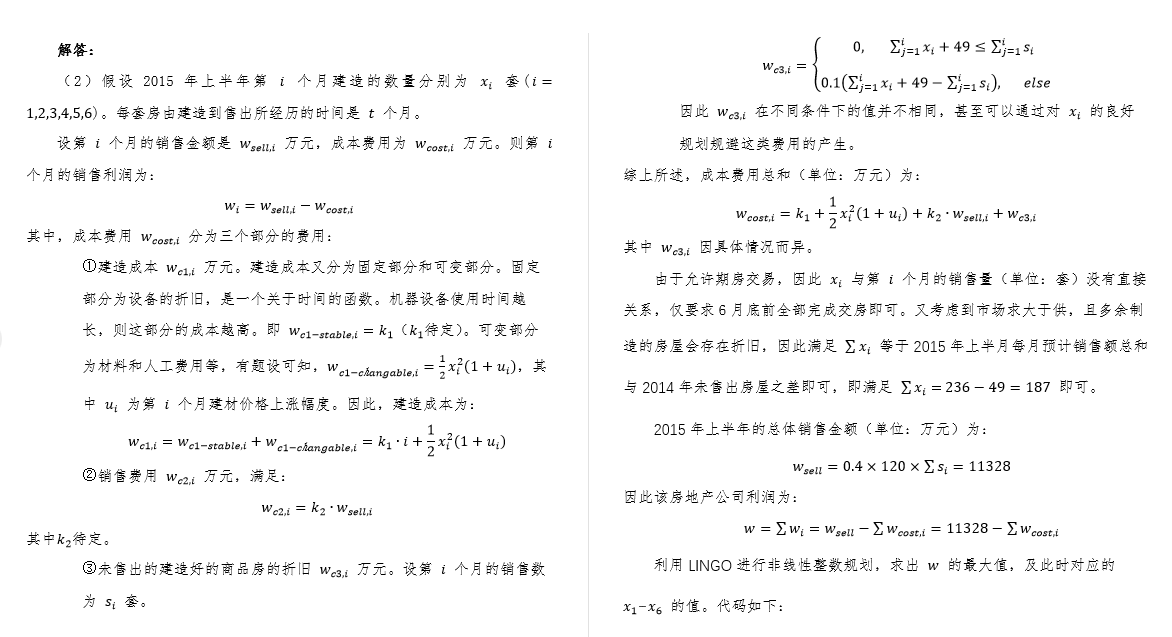 解答：
（2）假设 2015 年上半年第 i 个月建造的数量分别为 xᵢ 套(i =
1,2,3,4,5,6)。每套房由建造到售出所经历的时间是 t 个月。
设第 i 个月的销售金额是 w_{sell,i} 万元，成本费用为 w_{cost,i} 万元。则第 i
个月的销售利润为：
w_i = w_{sell,i} − w_{cost,i}
其中，成本费用 w_{cost,i} 分为三个部分的费用：
①建造成本 w_{c1,i} 万元。建造成本又分为固定部分和可变部分。固定
部分为设备的折旧，是一个关于时间的函数。机器设备使用时间越
长，则这部分的成本越高。即 w_{c1−stable,i} = k_1（k_1待定）。可变部分
为材料和人工费用等，有题设可知，w_{c1−changable,i} = \frac{1}{2}x_i^2(1 + u_i)，其
中 u_i 为第 i 个月建材价格上涨幅度。因此，建造成本为：
w_{c1,i} = w_{c1−stable,i} + w_{c1−changable,i} = k_1 · i + \frac{1}{2}x_i^2(1 + u_i)
②销售费用 w_{c2,i} 万元，满足：
w_{c2,i} = k_2 · w_{sell,i}
其中k_2待定。
③未售出的建造好的商品房的折旧 w_{c3,i} 万元。设第 i 个月的销售数
为 s_i 套。
w_{c3,i} = { 0, ∑_{j=1}^{i} x_i + 49 ≤ ∑_{j=1}^{i} s_i
0.1(∑_{j=1}^{i} x_i + 49 − ∑_{j=1}^{i} s_i), else
因此 w_{c3,i} 在不同条件下的值并不相同，甚至可以通过对 x_i 的良好
规划规避这类费用的产生。
综上所述，成本费用总和（单位：万元）为：
w_{cost,i} = k_1 + \frac{1}{2}x_i^2(1 + u_i) + k_2 · w_{sell,i} + w_{c3,i}
其中 w_{c3,i} 因具体情况而异。
由于允许期房交易，因此 x_i 与第 i 个月的销售量（单位：套）没有直接
关系，仅要求 6 月底前全部完成交房即可。又考虑到市场求大于供，且多余制
造的房屋会存在折旧，因此满足 ∑ x_i 等于 2015 年上半月每月预计销售额总和
与 2014 年未售出房屋之差即可，即满足 ∑ x_i = 236 − 49 = 187 即可。
2015 年上半年的总体销售金额（单位：万元）为：
w_{sell} = 0.4 × 120 × ∑ s_i = 11328
因此该房地产公司利润为：
w = ∑ w_i = w_{sell} − ∑ w_{cost,i} = 11328 − ∑ w_{cost,i}
利用 LINGO 进行非线性整数规划，求出 w 的最大值，及此时对应的
x_1−x_6 的值。代码如下：